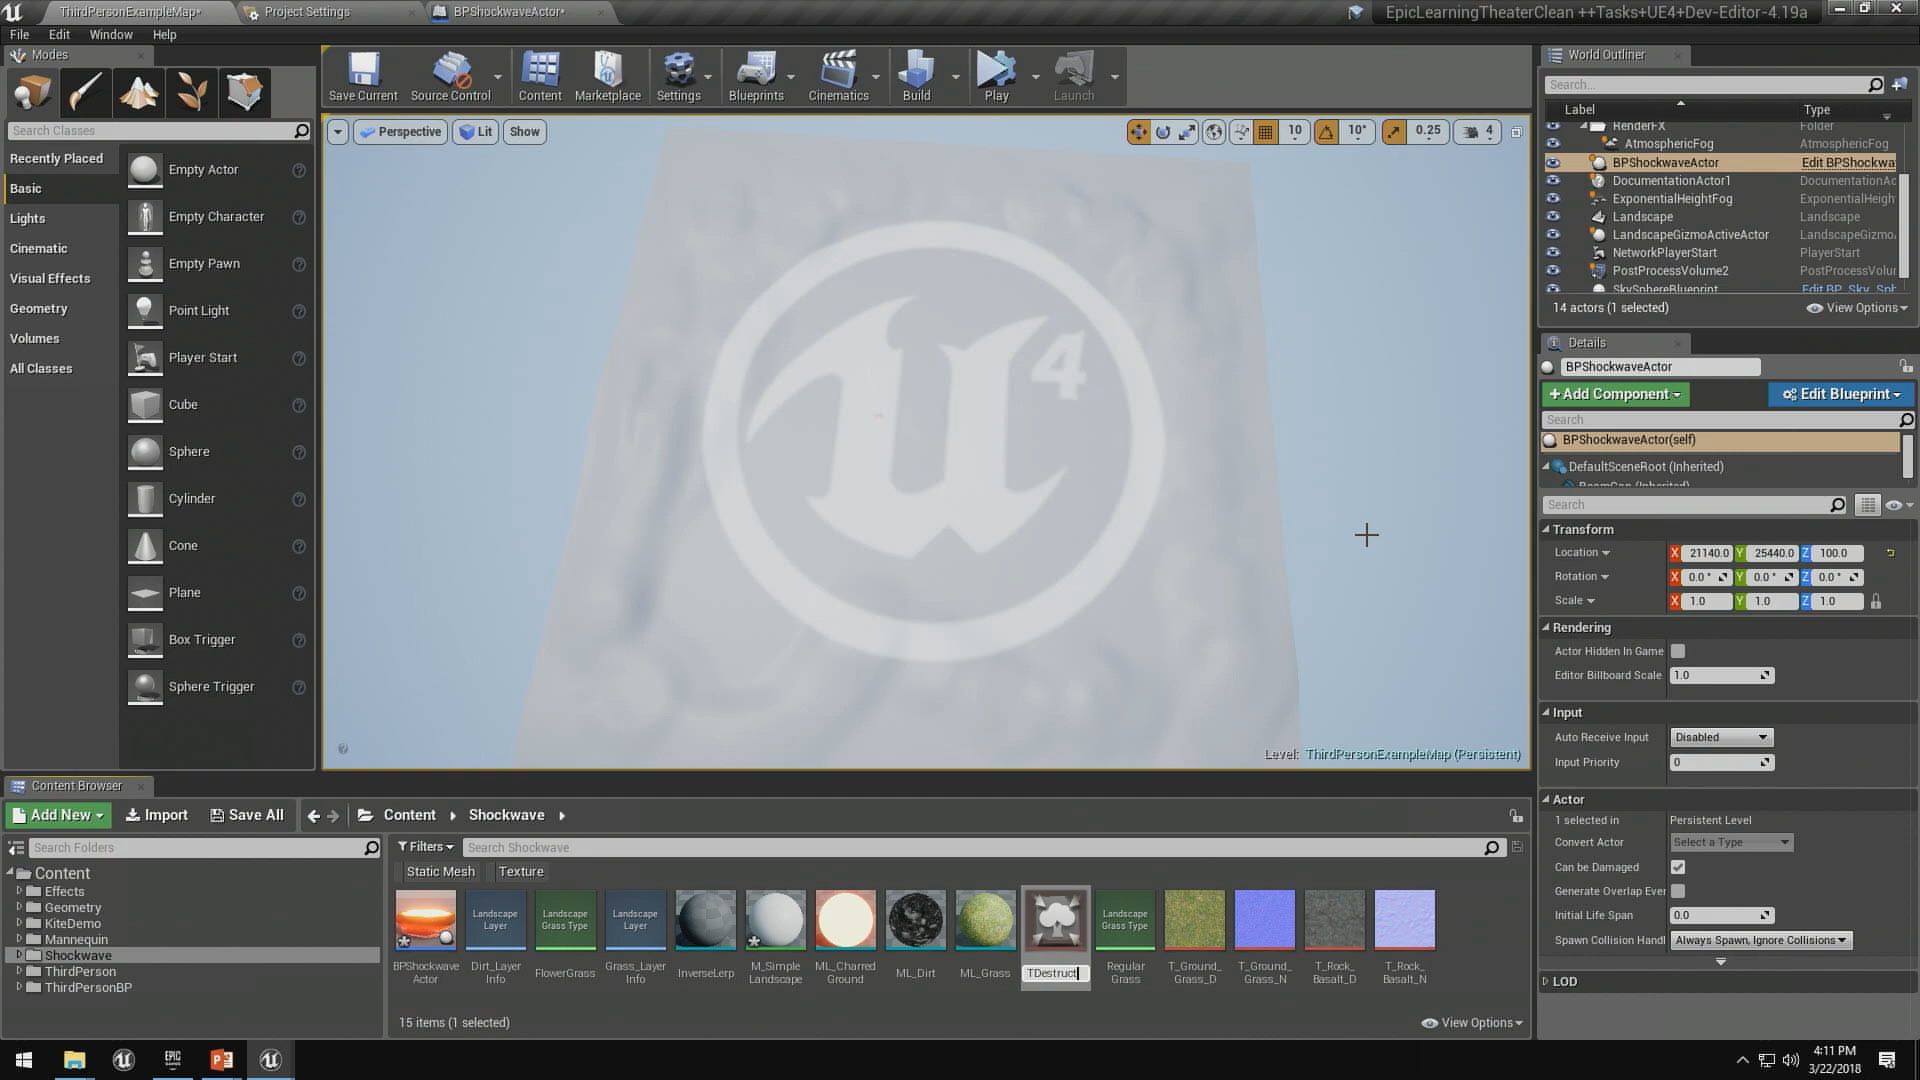 ThirdPersonExampleMap*
Project Settings
BPShockwaveActor*
EpicLearningTheaterClean ++Tasks+UE4+Dev-Editor-4.19a
File Edit Window Help
Modes
Search Classes
Recently Placed
Basic
Lights
Cinematic
Visual Effects
Geometry
Volumes
All Classes
Empty Actor
Empty Character
Empty Pawn
Point Light
Player Start
Cube
Sphere
Cylinder
Cone
Plane
Box Trigger
Sphere Trigger
Save Current Source Control Content Marketplace Settings Blueprints Cinematics Build Play Launch
Perspective Lit Show
10 10° 0.25 4
4
Level: ThirdPersonExampleMap (Persistent)
World Outliner
Search...
Label Type
RenderFX Folder
AtmosphericFog AtmosphericFog
BPShockwaveActor Edit BPShockwa
DocumentationActor1 DocumentationAc
ExponentialHeightFog ExponentialHeigh
Landscape Landscape
LandscapeGizmoActiveActor LandscapeGizmo
NetworkPlayerStart PlayerStart
PostProcessVolume2 PostProcessVolur
SkySphereBlueprint Edit BP_Sky_Sph
14 actors (1 selected) View Options
Details
BPShockwaveActor
+Add Component Edit Blueprint
Search
BPShockwaveActor(self)
DefaultSceneRoot (Inherited)
Search
Transform
Location X 21140.0 Y 25440.0 Z 100.0
Rotation X 0.0 ° Y 0.0 ° Z 0.0 °
Scale X 1.0 Y 1.0 Z 1.0
Rendering
Actor Hidden In Game
Editor Billboard Scale 1.0
Input
Auto Receive Input Disabled
Input Priority 0
Actor
1 selected in Persistent Level
Convert Actor Select a Type
Can be Damaged
Generate Overlap Ever
Initial Life Span 0.0
Spawn Collision Handl Always Spawn, Ignore Collisions
LOD
Content Browser
Add New Import Save All Content Shockwave
Search Folders
Content
Effects
Geometry
KiteDemo
Mannequin
Shockwave
ThirdPerson
ThirdPersonBP
Filters Search Shockwave
Static Mesh Texture
Landscape Layer
Landscape Grass Type
Landscape Layer
Landscape Grass Type
BPShockwave Actor
Dirt_Layer Info
FlowerGrass
Grass_Layer Info
InverseLerp
M_Simple Landscape
ML_Charred Ground
ML_Dirt
ML_Grass
TDestruct
Regular Grass
T_Ground_ Grass_D
T_Ground_ Grass_N
T_Rock_ Basalt_D
T_Rock_ Basalt_N
15 items (1 selected) View Options
EPIC
4:11 PM
3/22/2018